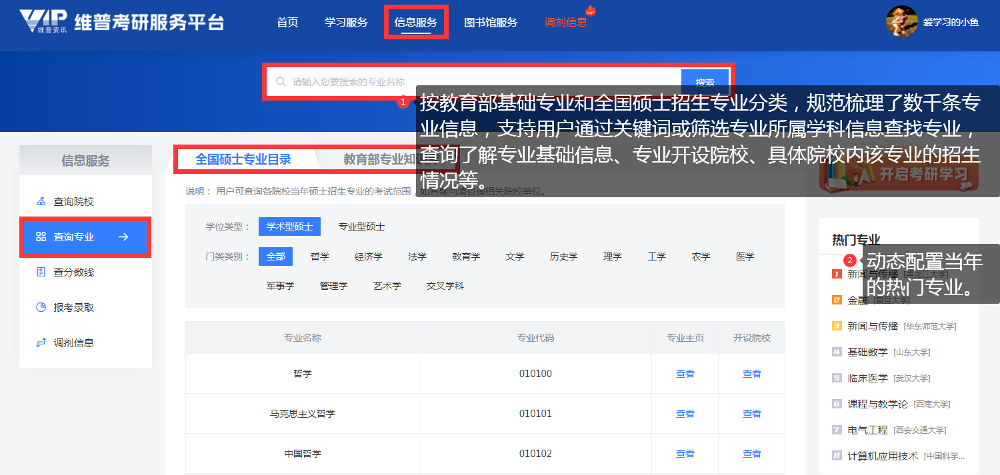 VIP 维普资讯 维普考研服务平台
首页 学习服务 信息服务 图书馆服务 调剂信息 HOT 爱学习的小鱼
请输入您要搜索的专业名称 搜索
1 按教育部基础专业和全国硕士招生专业分类，规范梳理了数千条专
业信息，支持用户通过关键词或筛选专业所属学科信息查找专业，
查询了解专业基础信息、专业开设院校、具体院校内该专业的招生
情况等。
信息服务
查询院校
查询专业
查分数线
报考录取
调剂信息
全国硕士专业目录 教育部专业知识库
说明： 用户可查询各院校当年硕士招生专业的考试范围，如有疑问请咨询相关院校单位。
开启考研学习
学位类型： 学术型硕士 专业型硕士
门类类别： 全部 哲学 经济学 法学 教育学 文学 历史学 理学 工学 农学 医学
军事学 管理学 艺术学 交叉学科
专业名称 专业代码 专业主页 开设院校
哲学 010100 查看 查看
马克思主义哲学 010101 查看 查看
中国哲学 010102 查看 查看
热门专业
2 动态配置当年
的热门专业。
1 新闻与传播 [黑龙江大学]
2 金融 [复旦大学]
3 新闻与传播 [华东师范大学]
4 基础数学 [山东大学]
5 临床医学 [武汉大学]
6 课程与教学论 [西南大学]
7 电气工程 [西安交通大学]
8 计算机应用技术 [中国科学...